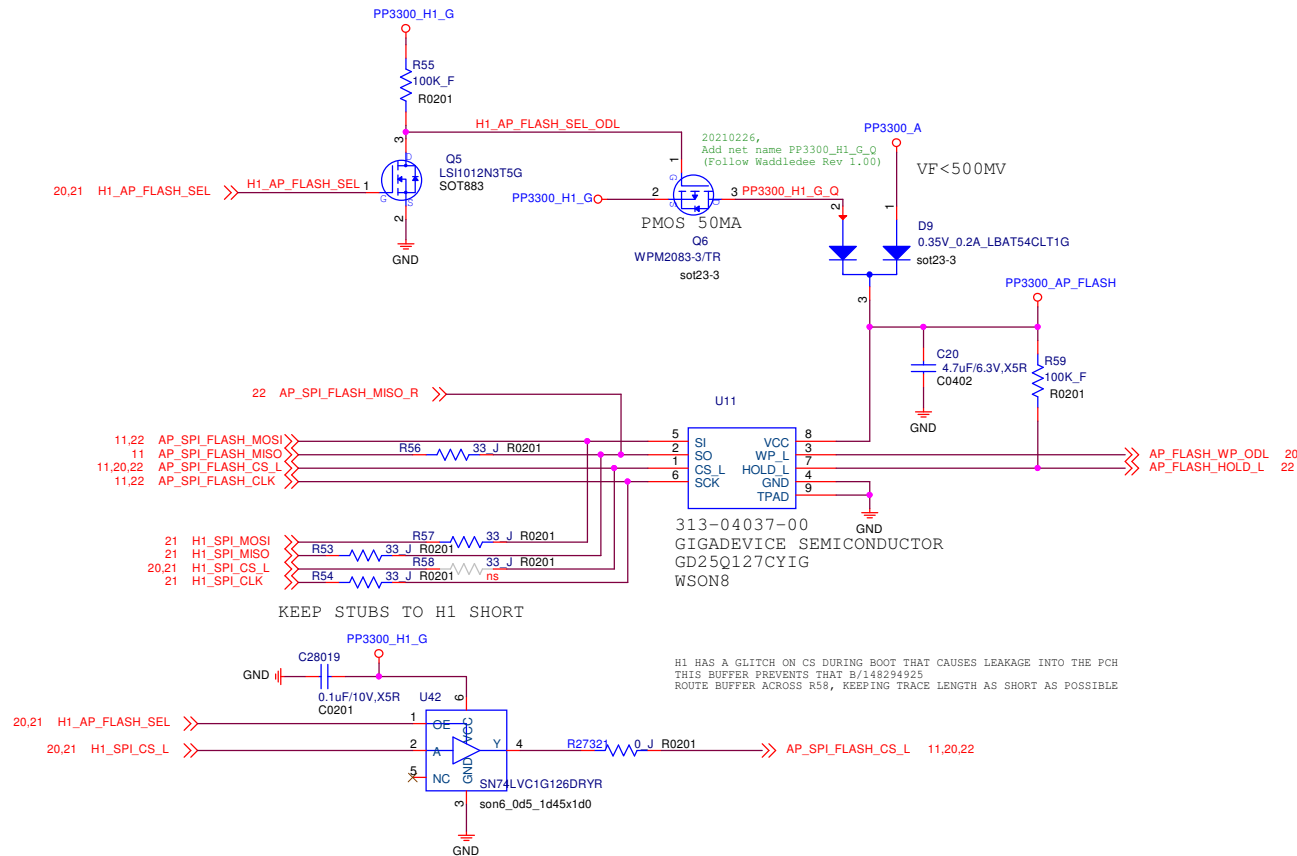 PP3300_H1_G
R55
100K_F
R0201
H1_AP_FLASH_SEL_ODL
3
D
Q5
LSI1012N3T5G
SOT883
20,21 H1_AP_FLASH_SEL
H1_AP_FLASH_SEL
1
G
S
2
GND
20210226,
Add net name PP3300_H1_G_Q
(Follow Waddledee Rev 1.00)
PP3300_A
VF<500MV
1
G
PP3300_H1_G
2
S
D
3
PP3300_H1_G_Q
PMOS 50MA
Q6
WPM2083-3/TR
sot23-3
2
1
D9
0.35V_0.2A_LBAT54CLT1G
sot23-3
3
PP3300_AP_FLASH
C20
4.7uF/6.3V,X5R
C0402
GND
R59
100K_F
R0201
22 AP_SPI_FLASH_MISO_R
U11
11,22 AP_SPI_FLASH_MOSI
11 AP_SPI_FLASH_MISO
R56
33_J
R0201
11,20,22 AP_SPI_FLASH_CS_L
11,22 AP_SPI_FLASH_CLK
5 SI
2 SO
1 CS_L
6 SCK
VCC 8
WP_L 3
HOLD_L 7
GND 4
TPAD 9
AP_FLASH_WP_ODL 20
AP_FLASH_HOLD_L 22
GND
313-04037-00
GIGADEVICE SEMICONDUCTOR
GD25Q127CYIG
WSON8
21 H1_SPI_MOSI
R57
33_J R0201
21 H1_SPI_MISO
R53
33_J R0201
20,21 H1_SPI_CS_L
R58
33_J R0201
21 H1_SPI_CLK
R54
33_J R0201
ns
KEEP STUBS TO H1 SHORT
PP3300_H1_G
C28019
GND
0.1uF/10V,X5R
C0201
H1 HAS A GLITCH ON CS DURING BOOT THAT CAUSES LEAKAGE INTO THE PCH
THIS BUFFER PREVENTS THAT B/148294925
ROUTE BUFFER ACROSS R58, KEEPING TRACE LENGTH AS SHORT AS POSSIBLE
U42
6
20,21 H1_AP_FLASH_SEL
1 OE
VCC
20,21 H1_SPI_CS_L
2 A
Y 4
R27321
0_J R0201
AP_SPI_FLASH_CS_L 11,20,22
5 NC
GND
SN74LVC1G126DRYR
3
son6_0d5_1d45x1d0
GND